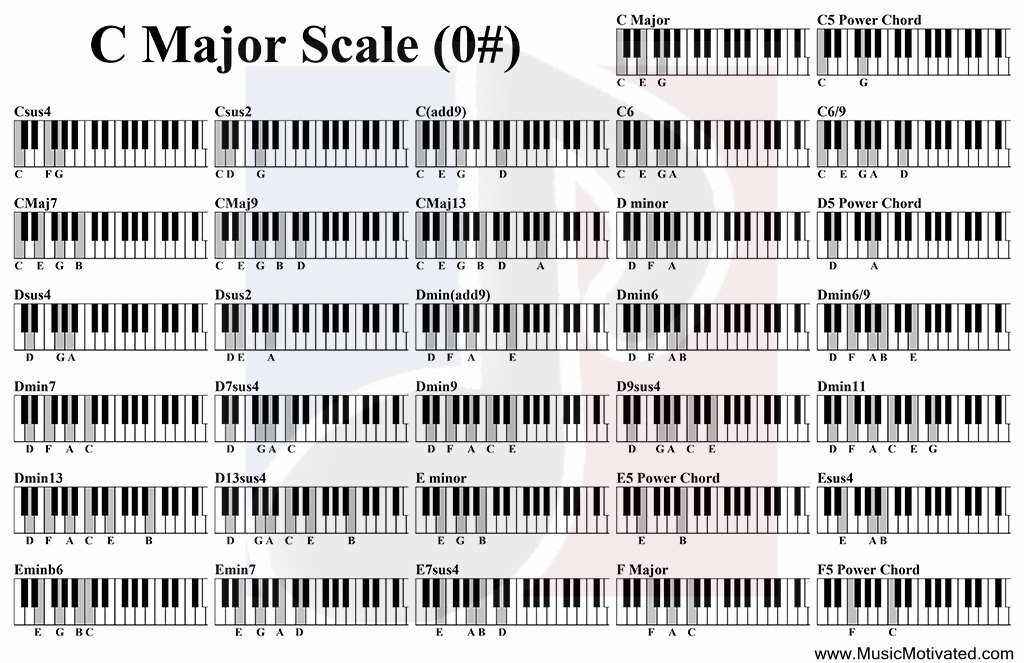 C Major Scale (0#)
C Major C5 Power Chord
C E G C G
Csus4 Csus2 C(add9) C6 C6/9
C F G C D G C E G D C E G A C E G A D
CMaj7 CMaj9 CMaj13 D minor D5 Power Chord
C E G B C E G B D C E G B D A D F A D A
Dsus4 Dsus2 Dmin(add9) Dmin6 Dmin6/9
D G A D E A D F A E D F A B D F A B E
Dmin7 D7sus4 Dmin9 D9sus4 Dmin11
D F A C D G A C D F A C E D G A C E D F A C E G
Dmin13 D13sus4 E minor E5 Power Chord Esus4
D F A C E B D G A C E B E G B E B E A B
Eminb6 Emin7 E7sus4 F Major F5 Power Chord
E G B C E G A D E A B D F A C F C
www.MusicMotivated.com